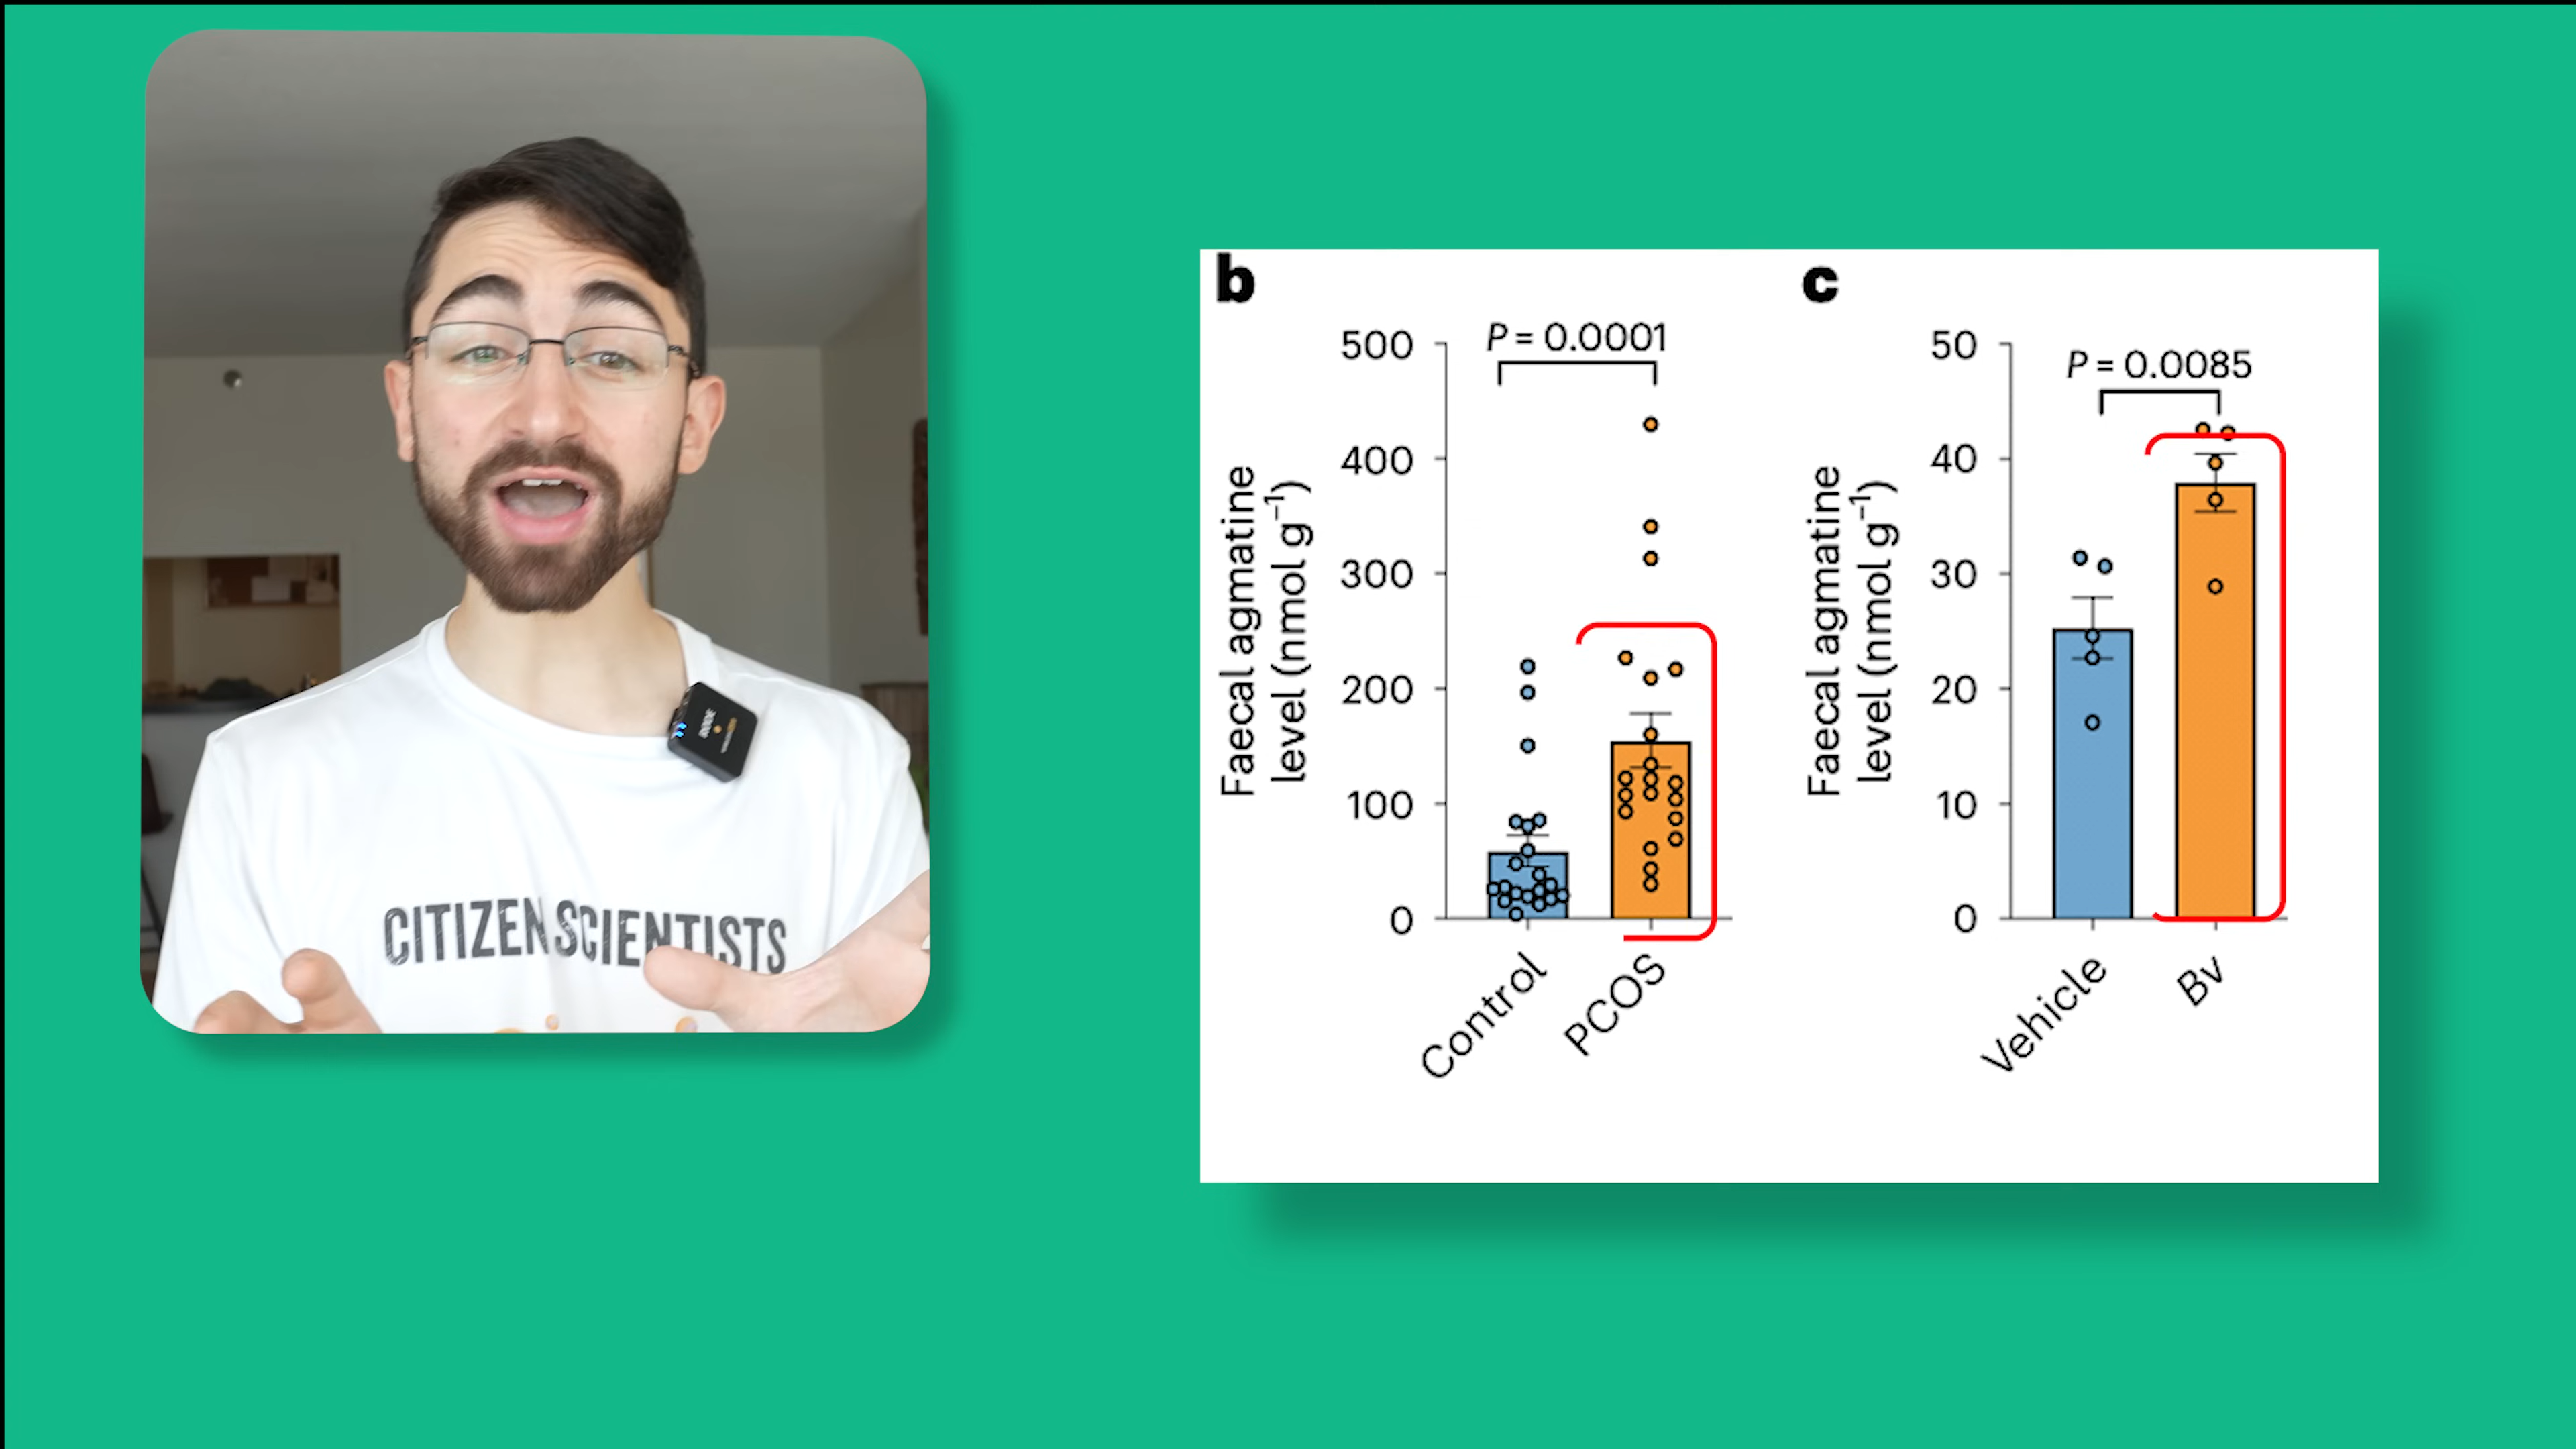 CITIZEN SCIENTISTS
RØDE
b
P = 0.0001
Faecal agmatine
level (nmol g⁻¹)
500
400
300
200
100
0
Control
PCOS
c
P = 0.0085
Faecal agmatine
level (nmol g⁻¹)
50
40
30
20
10
0
Vehicle
Bv